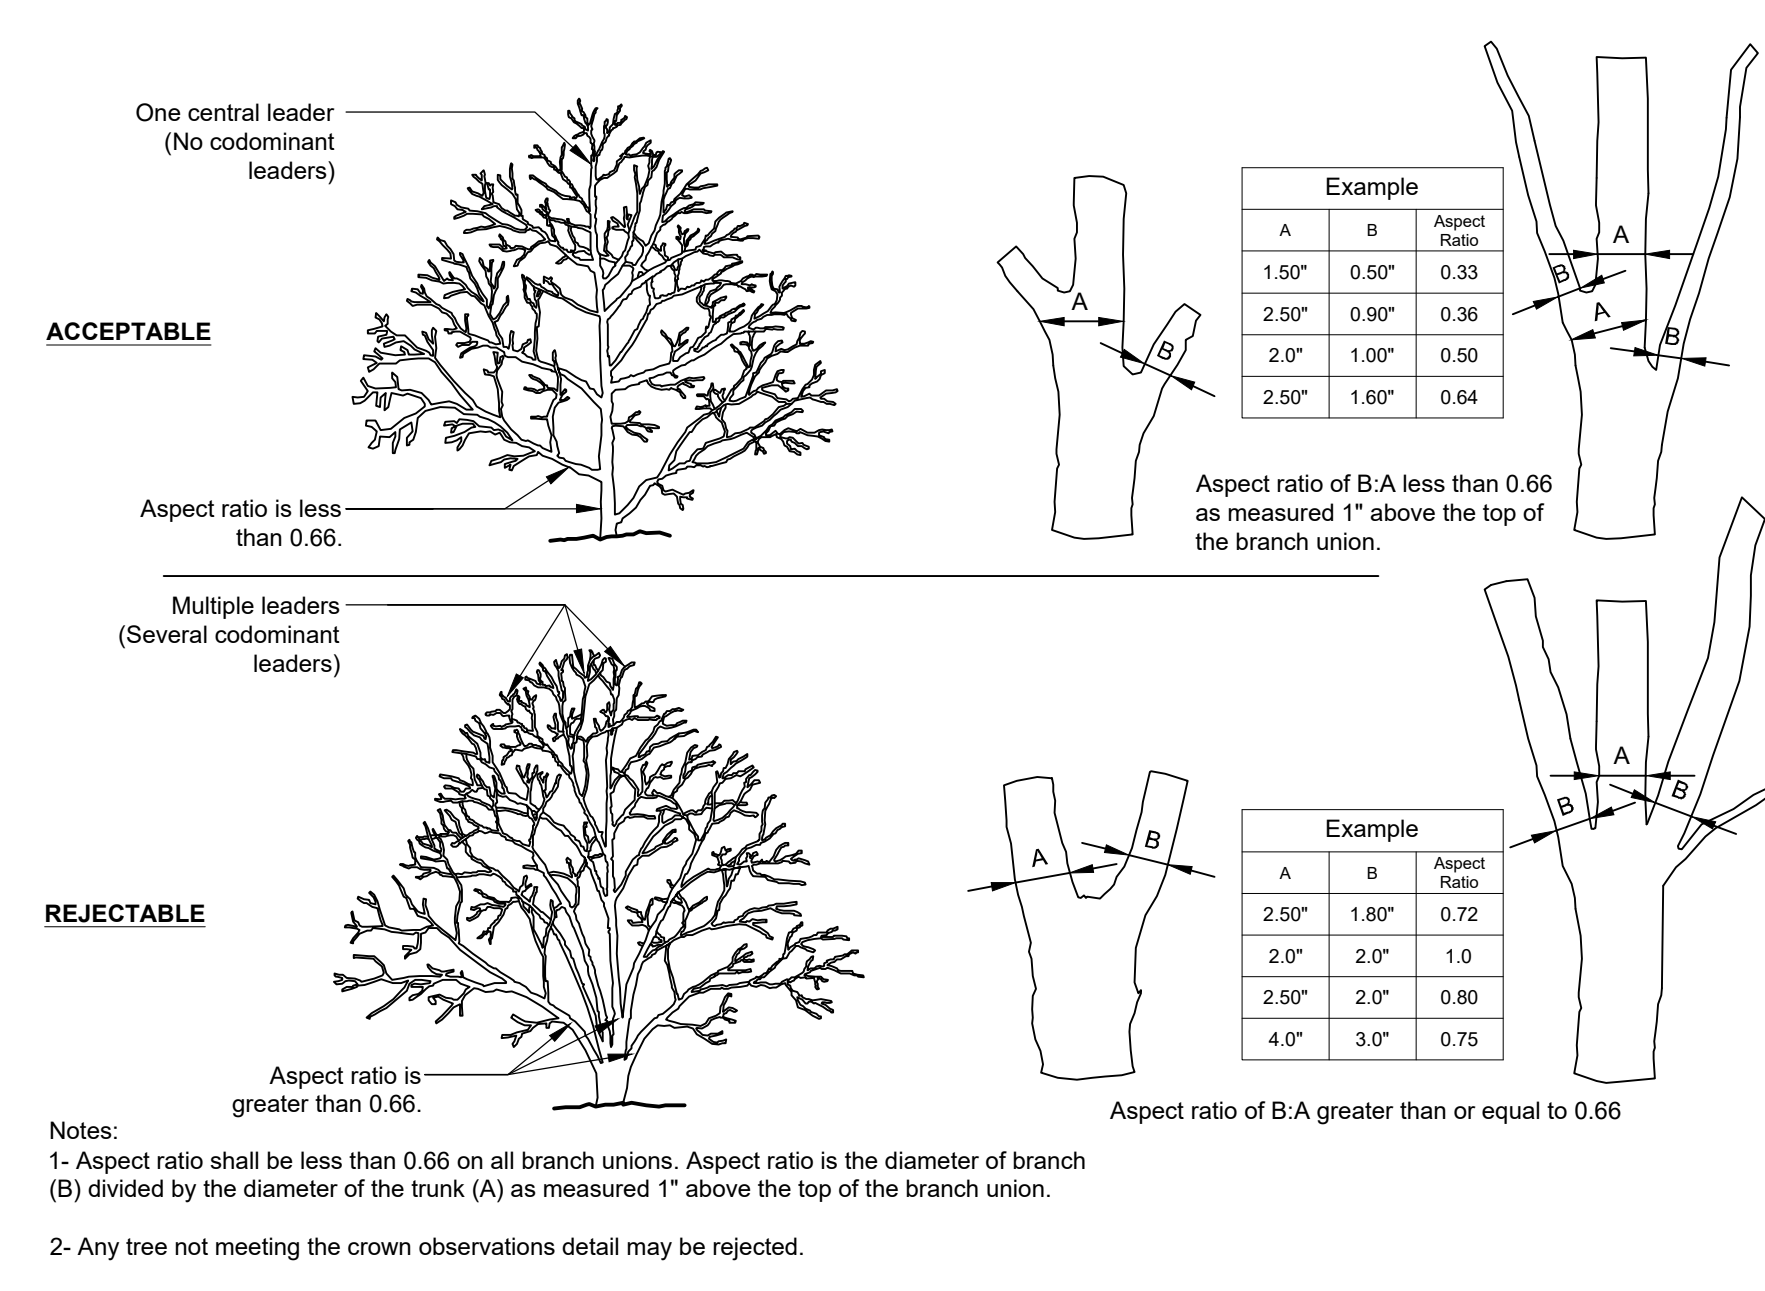 One central leader
(No codominant
leaders)
ACCEPTABLE
Aspect ratio is less
than 0.66.
A
B
Example
A B Aspect
Ratio
1.50" 0.50" 0.33
2.50" 0.90" 0.36
2.0" 1.00" 0.50
2.50" 1.60" 0.64
A
B
A
B
Aspect ratio of B:A less than 0.66
as measured 1" above the top of
the branch union.
Multiple leaders
(Several codominant
leaders)
REJECTABLE
Aspect ratio is
greater than 0.66.
A
B
Example
A B Aspect
Ratio
2.50" 1.80" 0.72
2.0" 2.0" 1.0
2.50" 2.0" 0.80
4.0" 3.0" 0.75
A
B
B
Aspect ratio of B:A greater than or equal to 0.66
Notes:
1- Aspect ratio shall be less than 0.66 on all branch unions. Aspect ratio is the diameter of branch
(B) divided by the diameter of the trunk (A) as measured 1" above the top of the branch union.
2- Any tree not meeting the crown observations detail may be rejected.